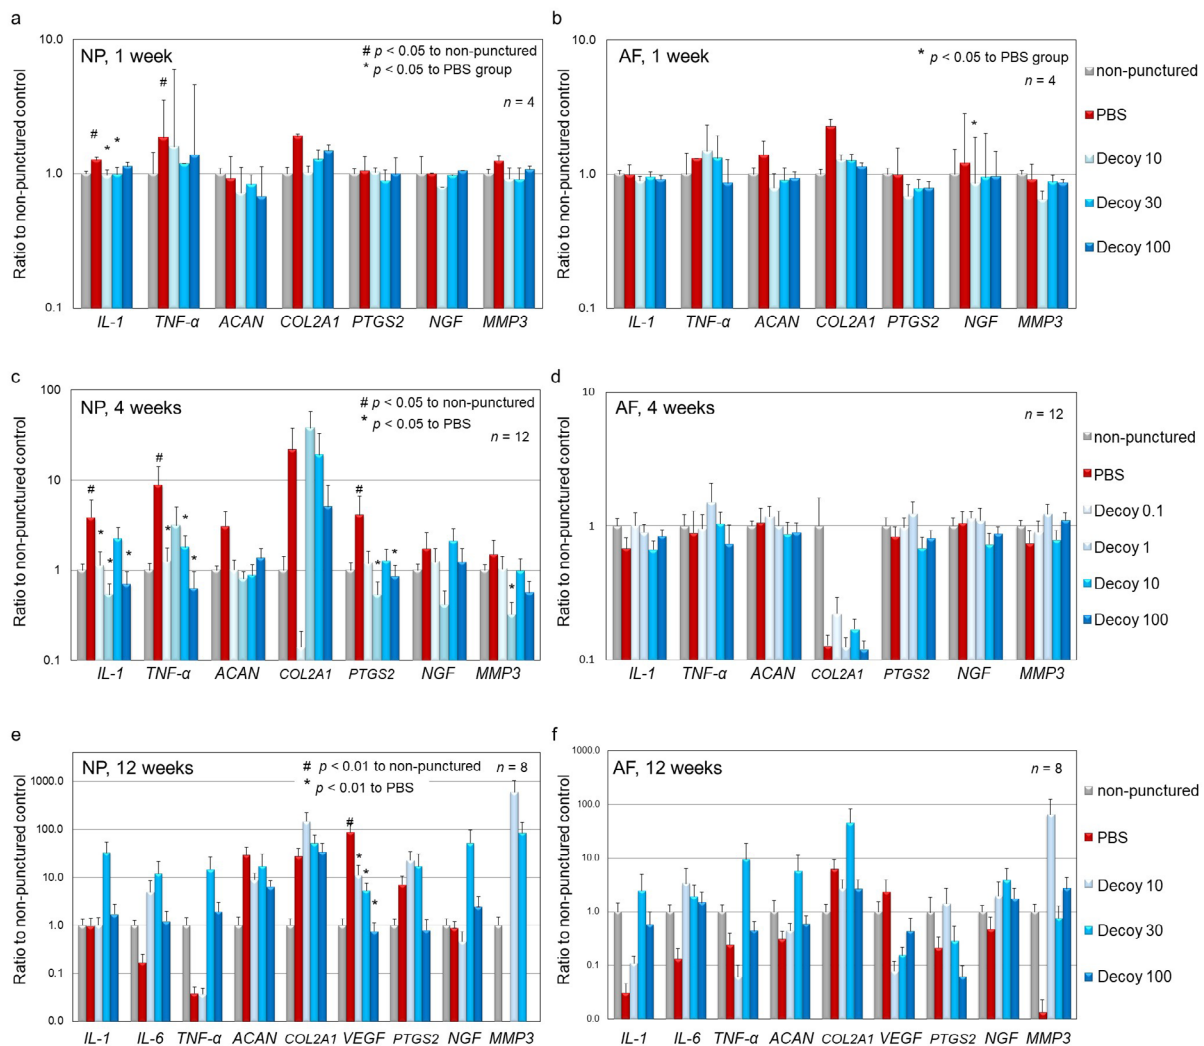 a
NP, 1 week
# p < 0.05 to non-punctured
* p < 0.05 to PBS group
n = 4
Ratio to non-punctured control
10.0
1.0
0.1
#
*
*
#
IL-1 TNF-α ACAN COL2A1 PTGS2 NGF MMP3
b
AF, 1 week
* p < 0.05 to PBS group
n = 4
Ratio to non-punctured control
10.0
1.0
0.1
*
IL-1 TNF-α ACAN COL2A1 PTGS2 NGF MMP3
non-punctured
PBS
Decoy 10
Decoy 30
Decoy 100
c
NP, 4 weeks
# p < 0.05 to non-punctured
* p < 0.05 to PBS
n = 12
Ratio to non-punctured control
100
10
1
0.1
#
*
*
*
#
*
*
*
#
*
*
*
IL-1 TNF-α ACAN COL2A1 PTGS2 NGF MMP3
d
AF, 4 weeks
n = 12
Ratio to non-punctured control
10
1
0.1
IL-1 TNF-α ACAN COL2A1 PTGS2 NGF MMP3
non-punctured
PBS
Decoy 0.1
Decoy 1
Decoy 10
Decoy 100
e
NP, 12 weeks
# p < 0.01 to non-punctured
* p < 0.01 to PBS
n = 8
Ratio to non-punctured control
1000.0
100.0
10.0
1.0
0.1
0.0
#
*
*
*
IL-1 IL-6 TNF-α ACAN COL2A1 VEGF PTGS2 NGF MMP3
f
AF, 12 weeks
n = 8
Ratio to non-punctured control
1000.0
100.0
10.0
1.0
0.1
0.0
IL-1 IL-6 TNF-α ACAN COL2A1 VEGF PTGS2 NGF MMP3
non-punctured
PBS
Decoy 10
Decoy 30
Decoy 100